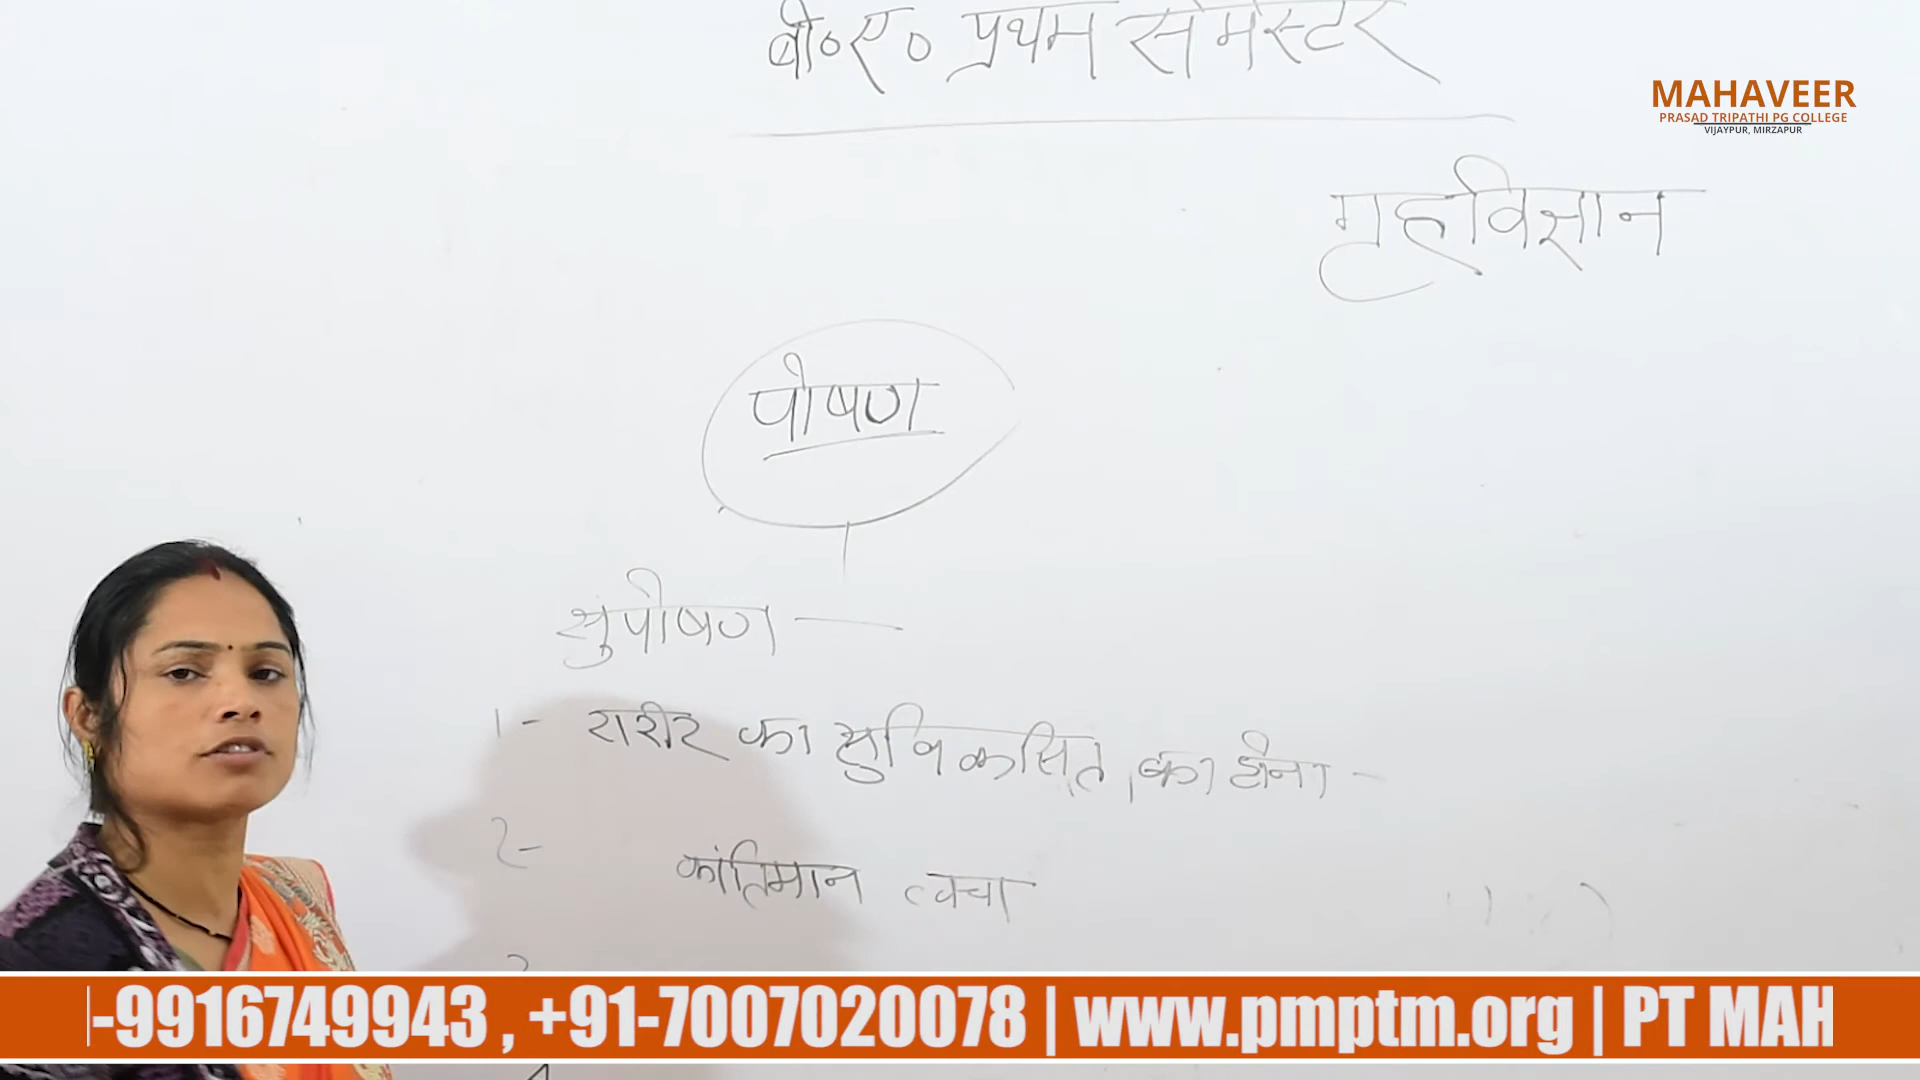 बी०ए० प्रथम सेमेस्टर
MAHAVEER
PRASAD TRIPATHI PG COLLEGE
VIJAYPUR, MIRZAPUR
गृहविज्ञान
पोषण
सुपोषण —
1- शरीर का सुविकसित का होना -
2- कांतिमान त्वचा
-9916749943 , +91-7007020078 | www.pmptm.org | PT MAH